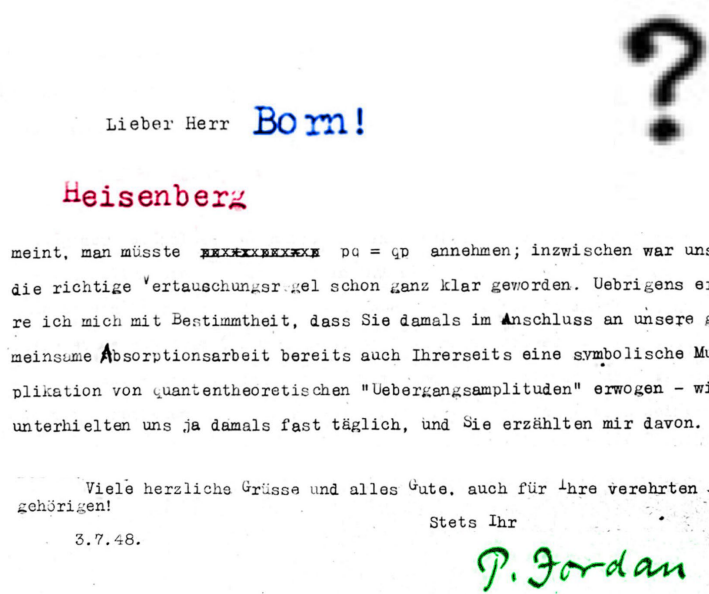 ?
Lieber Herr Born!
Heisenberg
meint, man müsste pq = qp annehmen; inzwischen war uns
die richtige Vertauschungsregel schon ganz klar geworden. Uebrigens
re ich mich mit Bestimmtheit, dass Sie damals im Anschluss an unsere
meinsame Absorptionsarbeit bereits auch Ihrerseits eine symbolische
plikation von quantentheoretischen "Uebergangsamplituden" erwogen -
unterhielten uns ja damals fast täglich, und Sie erzählten mir davon.
Viele herzliche Grüsse und alles Gute, auch für Ihre verehrten
gehörigen!
Stets Ihr
3.7.48.
P. Jordan